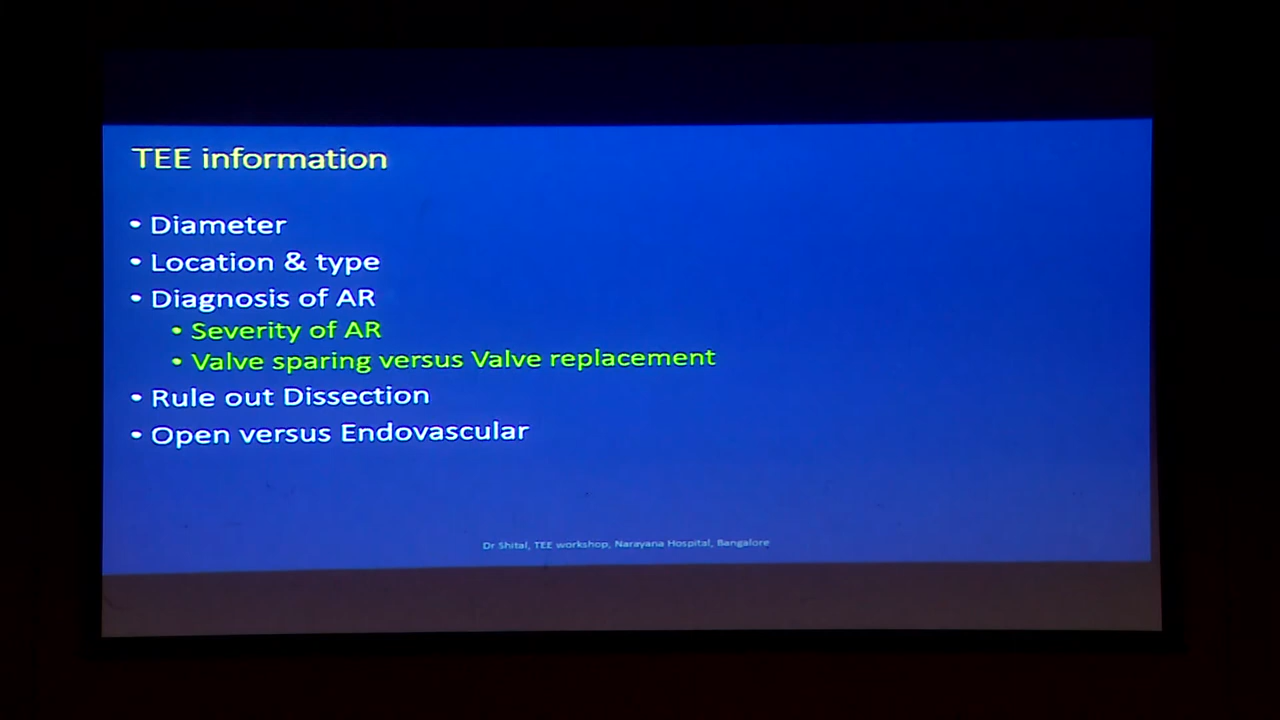 TEE information
• Diameter
• Location & type
• Diagnosis of AR
• Severity of AR
• Valve sparing versus Valve replacement
• Rule out Dissection
• Open versus Endovascular
Dr Shital, TEE workshop, Narayana Hospital, Bangalore